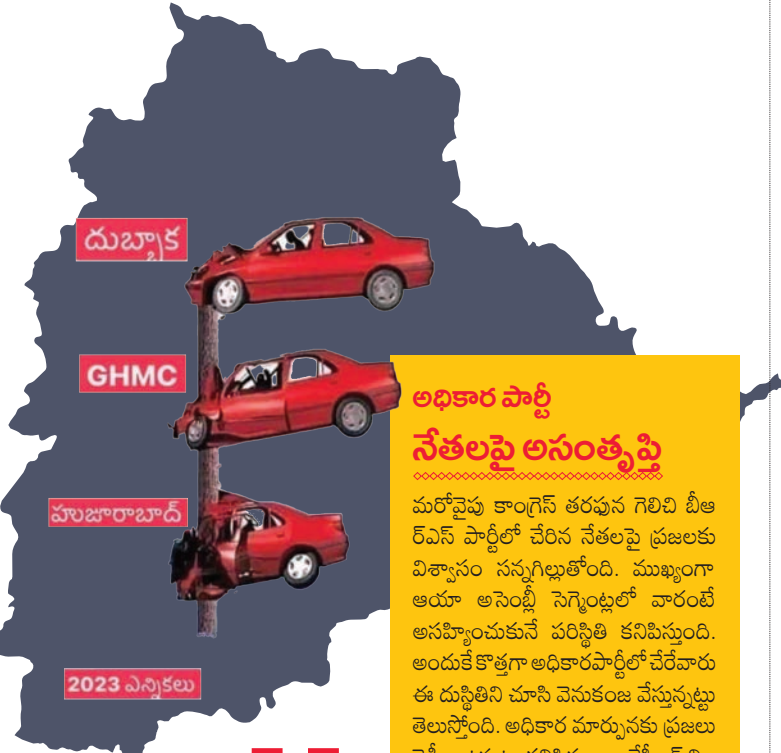 దుబ్బాక
GHMC
హుజూరాబాద్
2023 ఎన్నికలు
అధికార పార్టీ
నేతలపై అసంతృప్తి
మరోవైపు కాంగ్రెస్ తరఫున గెలిచి బీఆ
ర్ఎస్ పార్టీలో చేరిన నేతలపై ప్రజలకు
విశ్వాసం సన్నగిల్లుతోంది. ముఖ్యంగా
ఆయా అసెంబ్లీ సెగ్మెంట్లలో వారంటే
అసహ్యించుకునే పరిస్థితి కనిపిస్తుంది.
అందుకే కొత్తగా అధికారపార్టీలో చేరేవారు
ఈ దుస్థితిని చూసి వెనుకంజ వేస్తున్నట్టు
తెలుస్తోంది. అధికార మార్పునకు ప్రజలు